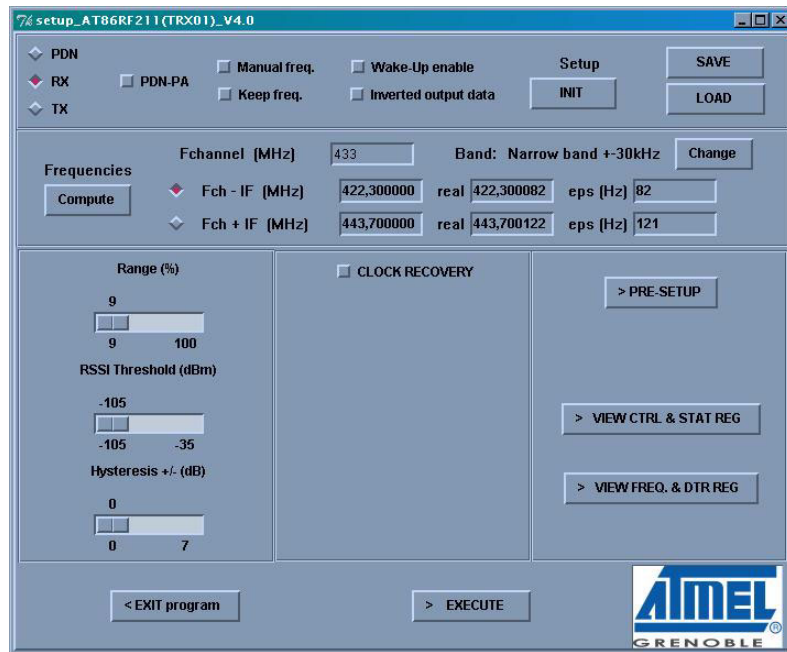 setup_AT86RF211(TRX01)_V4.0
PDN
RX
TX
PDN-PA
Manual freq.
Keep freq.
Wake-Up enable
Inverted output data
Setup
INIT
SAVE
LOAD
Frequencies
Compute
Fchannel (MHz) 433 Band: Narrow band +-30kHz Change
Fch - IF (MHz) 422,300000 real 422,300082 eps (Hz) 82
Fch + IF (MHz) 443,700000 real 443,700122 eps (Hz) 121
Range (%)
9
9 100
RSSI Threshold (dBm)
-105
-105 -35
Hysteresis +/- (dB)
0
0 7
CLOCK RECOVERY
> PRE-SETUP
> VIEW CTRL & STAT REG
> VIEW FREQ. & DTR REG
< EXIT program
> EXECUTE
ATMEL ®
GRENOBLE